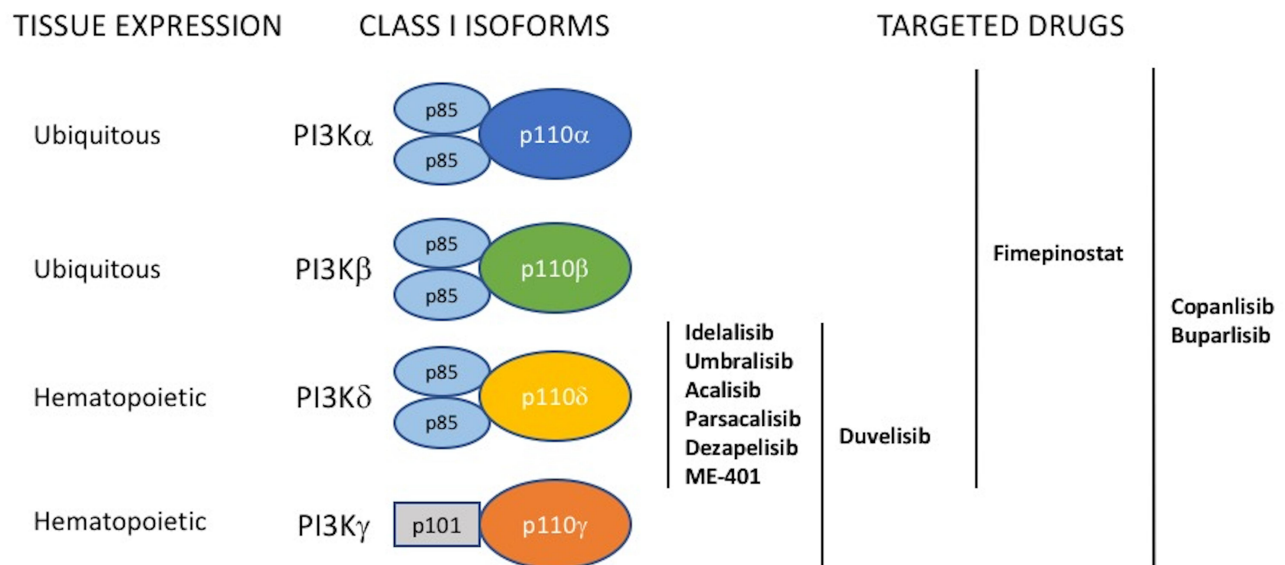 TISSUE EXPRESSION CLASS I ISOFORMS TARGETED DRUGS
p85
Ubiquitous PI3Kα p110α
p85
p85
Ubiquitous PI3Kβ p110β
p85
Fimepinostat
Copanlisib
Buparlisib
p85
Hematopoietic PI3Kδ p110δ
p85
Idelalisib
Umbralisib
Acalisib
Parsacalisib
Dezapelisib
ME-401
Duvelisib
Hematopoietic PI3Kγ p101 p110γ